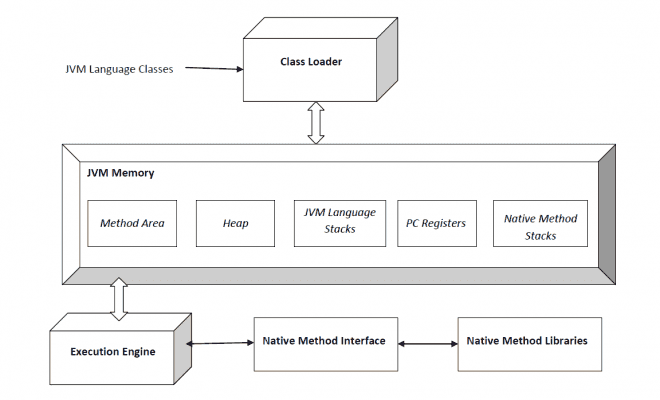 Class Loader
JVM Language Classes
JVM Memory
Method Area
Heap
JVM Language
Stacks
PC Registers
Native Method
Stacks
Execution Engine
Native Method Interface
Native Method Libraries